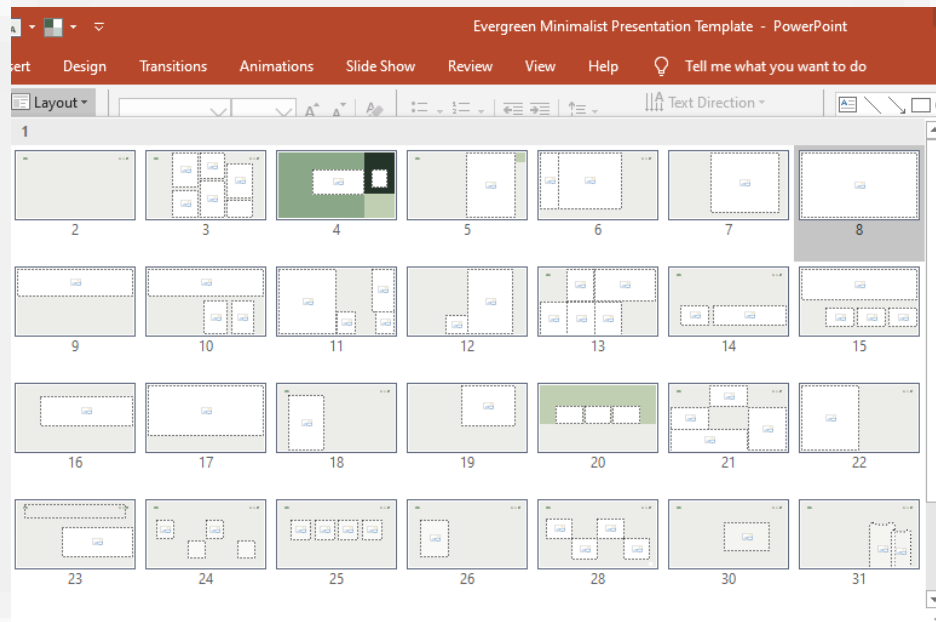 Evergreen Minimalist Presentation Template - PowerPoint
sert Design Transitions Animations Slide Show Review View Help Tell me what you want to do
Layout Text Direction
1
2 3 4 5 6 7 8
9 10 11 12 13 14 15
16 17 18 19 20 21 22
23 24 25 26 28 30 31